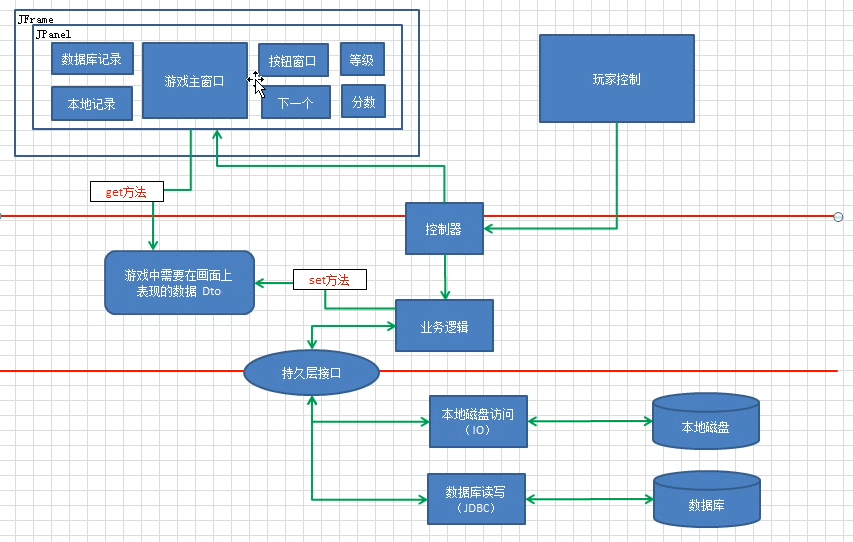 JFrame
JPanel
数据库记录
游戏主窗口
按钮窗口
等级
本地记录
下一个
分数
玩家控制
get方法
控制器
游戏中需要在画面上
表现的数据 Dto
set方法
业务逻辑
持久层接口
本地磁盘访问
（IO）
本地磁盘
数据库读写
（JDBC）
数据库